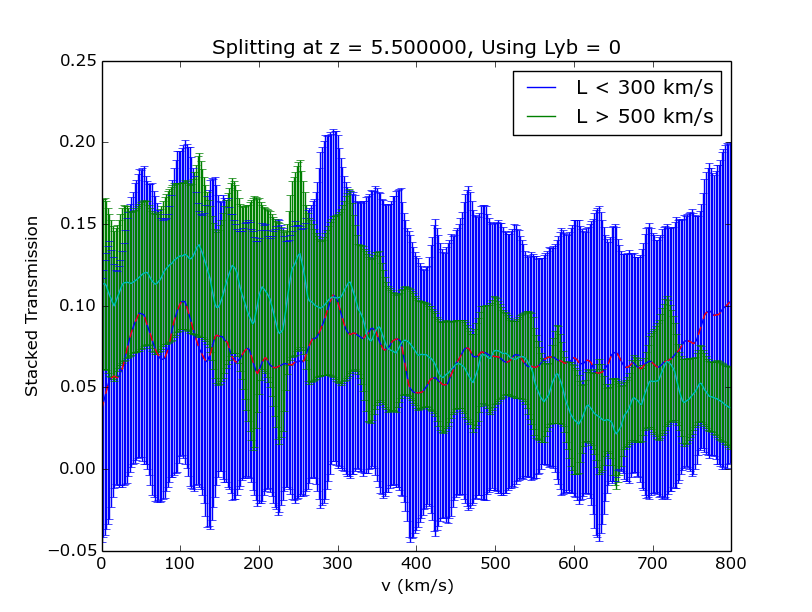 Splitting at z = 5.500000, Using Lyb = 0
L < 300 km/s
L > 500 km/s
Stacked Transmission
0.25
0.20
0.15
0.10
0.05
0.00
−0.05
0 100 200 300 400 500 600 700 800
v (km/s)